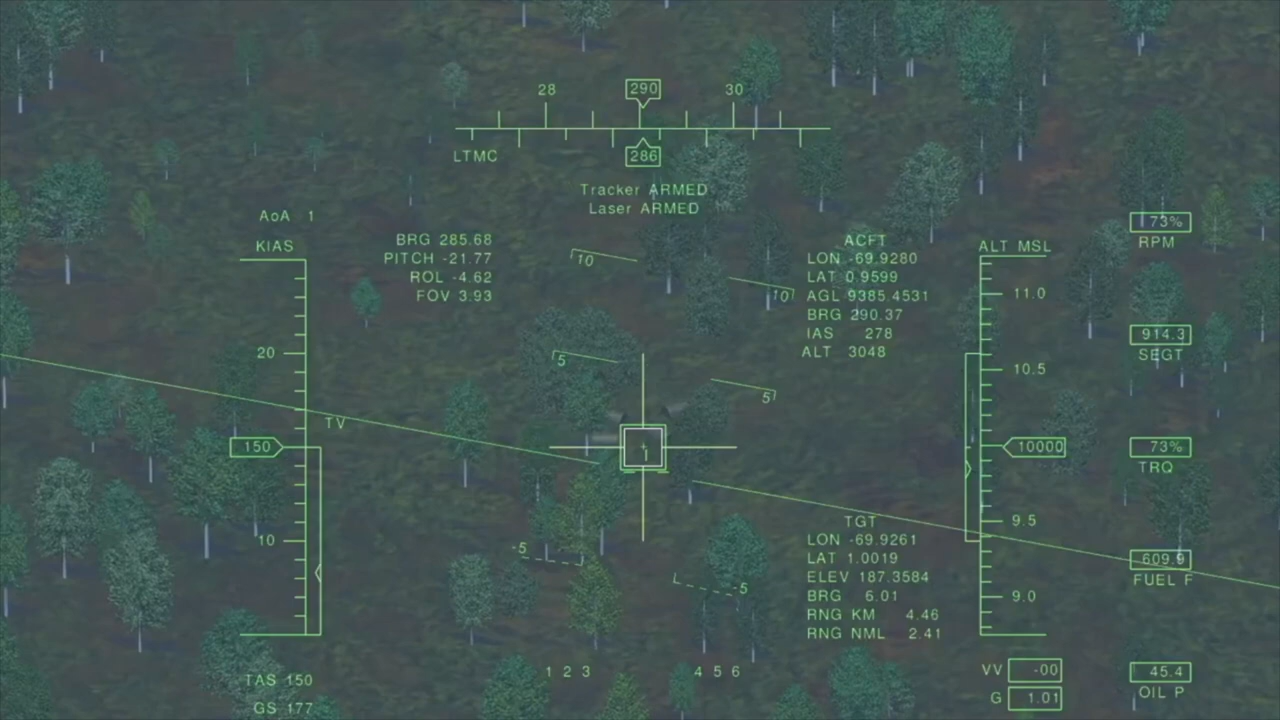 28 290 30
LTMC 286
Tracker ARMED
Laser ARMED
AoA 1
KIAS
20
150
10
TAS 150
GS 177
TV
BRG 285.68
PITCH -21.77
ROL -4.62
FOV 3.93
10 10
5 5
1
-5 -5
1 2 3 4 5 6
ACFT
LON -69.9280
LAT 0.9599
AGL 9385.4531
BRG 290.37
IAS 278
ALT 3048
TGT
LON -69.9261
LAT 1.0019
ELEV 187.3584
BRG 6.01
RNG KM 4.46
RNG NML 2.41
ALT MSL
11.0
10.5
10000
9.5
9.0
VV -00
G 1.01
73%
RPM
914.3
SEGT
73%
TRQ
609.9
FUEL F
45.4
OIL P